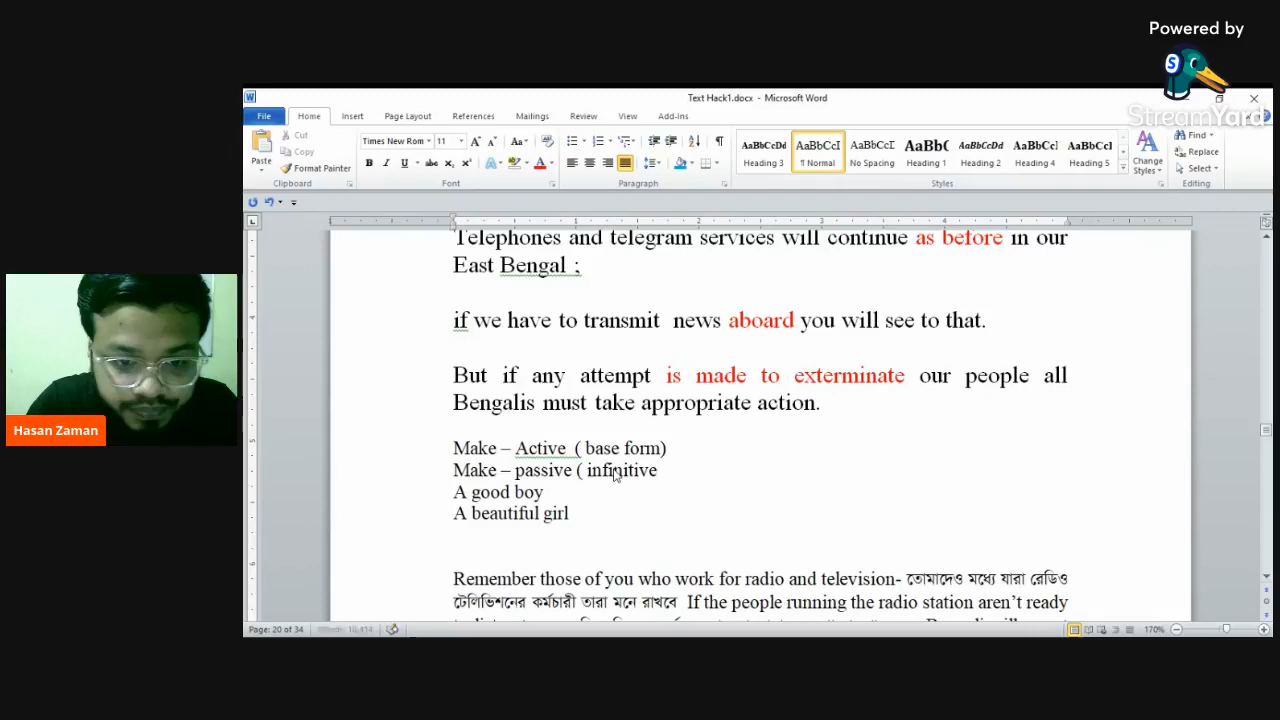 Powered by
StreamYard
Text Hack1.docx - Microsoft Word
File Home Insert Page Layout References Mailings Review View Add-Ins
Cut
Copy
Format Painter
Paste
Times New Rom 11
AaBbCcDd AaBbCcI AaBbCcI AaBbC AaBbCcDd AaBbCc AaBbCcI
Heading 3 ¶ Normal No Spacing Heading 1 Heading 2 Heading 4 Heading 5
Change Styles
Find
Replace
Select
Clipboard Font Paragraph Styles Editing
Telephones and telegram services will continue as before in our
East Bengal ;
if we have to transmit news aboard you will see to that.
But if any attempt is made to exterminate our people all
Bengalis must take appropriate action.
Make – Active ( base form)
Make – passive ( infinitive
A good boy
A beautiful girl
Remember those of you who work for radio and television- তোমাদেও মধ্যে যারা রেডিও
টেলিভিশনের কর্মচারী তারা মনে রাখবে If the people running the radio station aren't ready
Hasan Zaman
Page: 20 of 34
170%